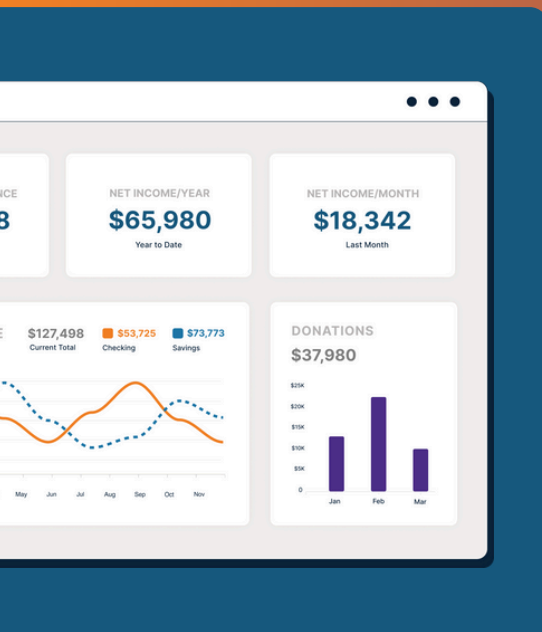 NCE
8
NET INCOME/YEAR
$65,980
Year to Date
NET INCOME/MONTH
$18,342
Last Month
E
$127,498
Current Total
$53,725
Checking
$73,773
Savings
May Jun Jul Aug Sep Oct Nov
DONATIONS
$37,980
$25K
$20K
$15K
$10K
$5K
0
Jan Feb Mar